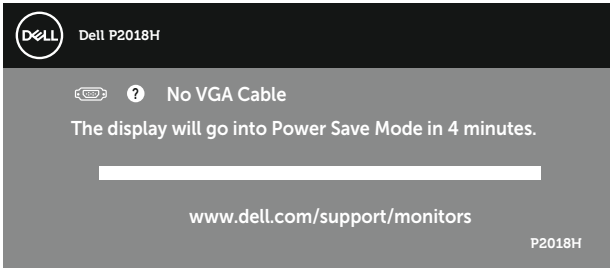 DELL Dell P2018H
? No VGA Cable
The display will go into Power Save Mode in 4 minutes.
www.dell.com/support/monitors
P2018H